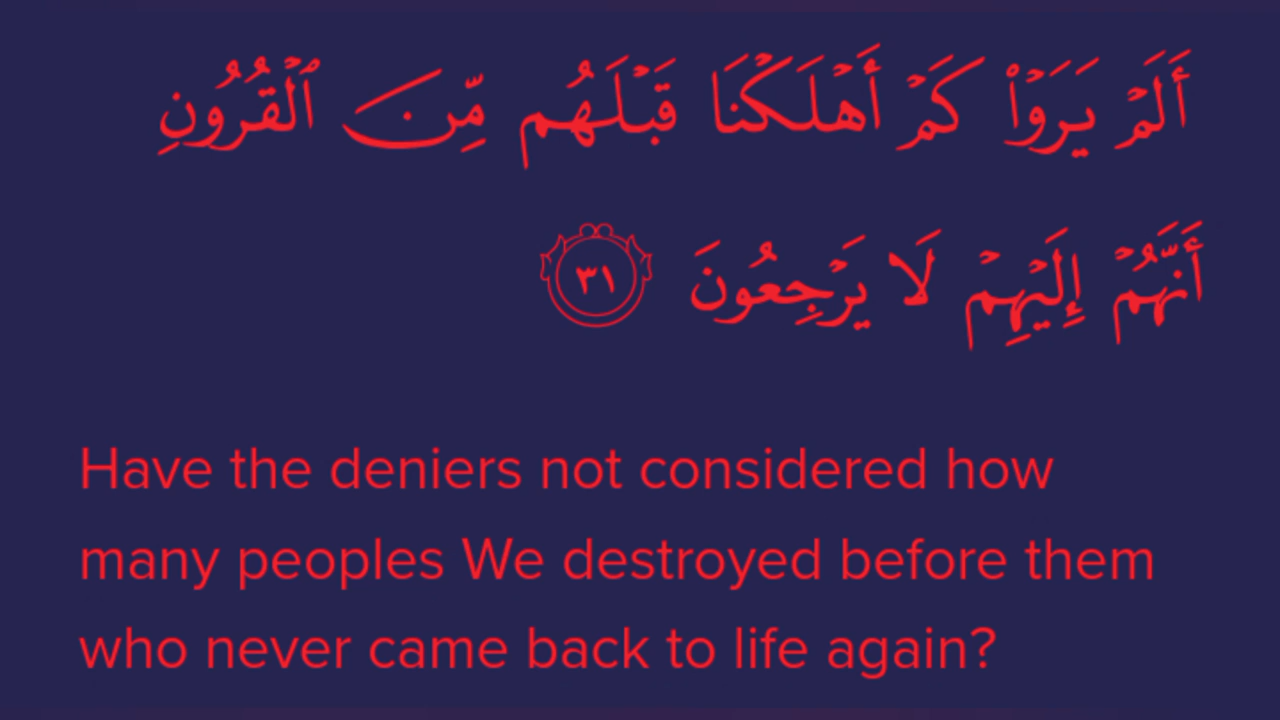 أَلَمۡ يَرَوۡاْ كَمۡ أَهۡلَكۡنَا قَبۡلَهُم مِّنَ ٱلۡقُرُونِ
أَنَّهُمۡ إِلَيۡهِمۡ لَا يَرۡجِعُونَ ٣١
Have the deniers not considered how
many peoples We destroyed before them
who never came back to life again?